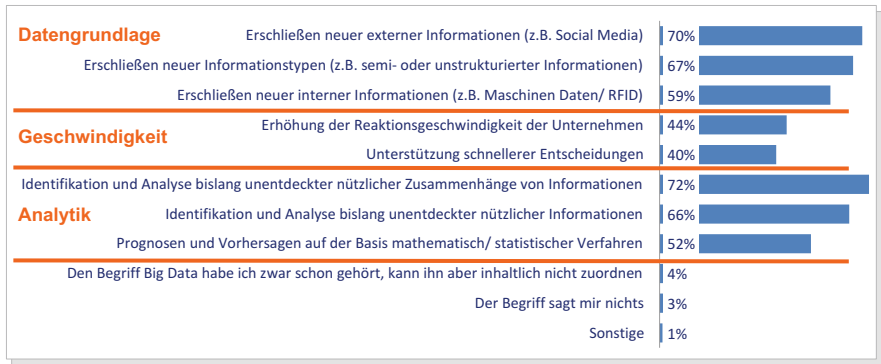 Datengrundlage
Erschließen neuer externer Informationen (z.B. Social Media) 70%
Erschließen neuer Informationstypen (z.B. semi- oder unstrukturierter Informationen) 67%
Erschließen neuer interner Informationen (z.B. Maschinen Daten/ RFID) 59%
Geschwindigkeit
Erhöhung der Reaktionsgeschwindigkeit der Unternehmen 44%
Unterstützung schnellerer Entscheidungen 40%
Identifikation und Analyse bislang unentdeckter nützlicher Zusammenhänge von Informationen 72%
Analytik
Identifikation und Analyse bislang unentdeckter nützlicher Informationen 66%
Prognosen und Vorhersagen auf der Basis mathematisch/ statistischer Verfahren 52%
Den Begriff Big Data habe ich zwar schon gehört, kann ihn aber inhaltlich nicht zuordnen 4%
Der Begriff sagt mir nichts 3%
Sonstige 1%